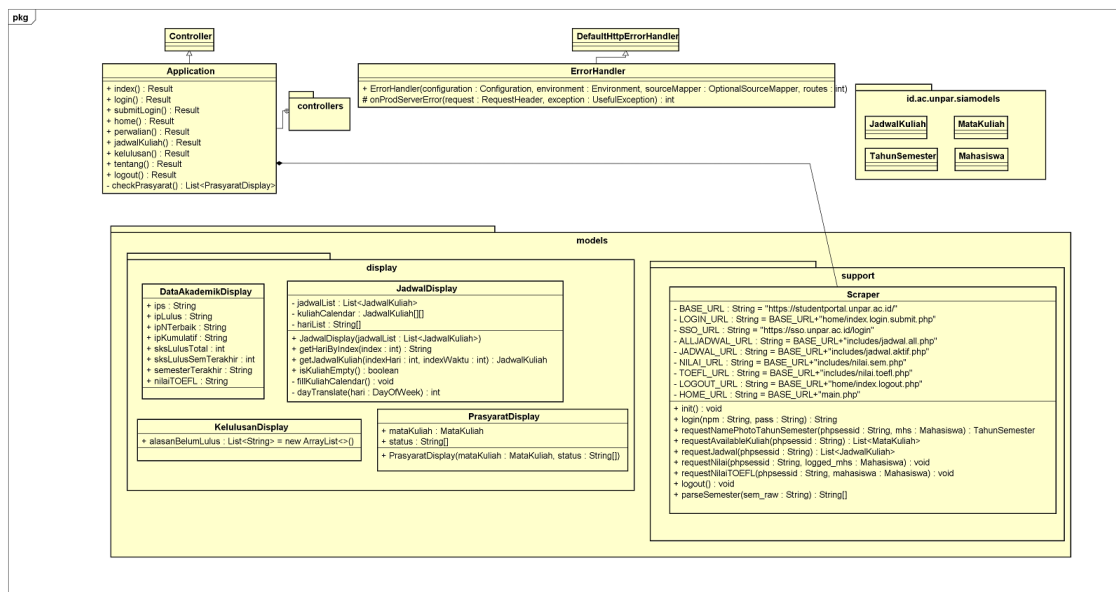 pkg
Controller
Application
+ index() : Result
+ login() : Result
+ submitLogin() : Result
+ home() : Result
+ perwalian() : Result
+ jadwalKuliah() : Result
+ kelulusan() : Result
+ tentang() : Result
+ logout() : Result
- checkPrasyarat() : List<PrasyaratDisplay>
controllers
DefaultHttpErrorHandler
ErrorHandler
+ ErrorHandler(configuration : Configuration, environment : Environment, sourceMapper : OptionalSourceMapper, routes : int)
# onProdServerError(request : RequestHeader, exception : UsefulException) : int
id.ac.unpar.siamodels
JadwalKuliah
MataKuliah
TahunSemester
Mahasiswa
models
display
DataAkademikDisplay
+ ips : String
+ ipLulus : String
+ ipNTerbaik : String
+ ipKumulatif : String
+ sksLulusTotal : int
+ sksLulusSemTerakhir : int
+ semesterTerakhir : String
+ nilaiTOEFL : String
JadwalDisplay
- jadwalList : List<JadwalKuliah>
- kuliahCalendar : JadwalKuliah[][]
- hariList : String[]
+ JadwalDisplay(jadwalList : List<JadwalKuliah>)
+ getHariByIndex(index : int) : String
+ getJadwalKuliah(indexHari : int, indexWaktu : int) : JadwalKuliah
+ isKuliahEmpty() : boolean
- fillKuliahCalendar() : void
- dayTranslate(hari : DayOfWeek) : int
KelulusanDisplay
+ alasanBelumLulus : List<String> = new ArrayList<>()
PrasyaratDisplay
+ mataKuliah : MataKuliah
+ status : String[]
+ PrasyaratDisplay(mataKuliah : MataKuliah, status : String[])
support
Scraper
- BASE_URL : String = "https://studentportal.unpar.ac.id/"
- LOGIN_URL : String = BASE_URL+"home/index.login.submit.php"
- SSO_URL : String = "https://sso.unpar.ac.id/login"
- ALLJADWAL_URL : String = BASE_URL+"includes/jadwal.all.php"
- JADWAL_URL : String = BASE_URL+"includes/jadwal.aktif.php"
- NILAI_URL : String = BASE_URL+"includes/nilai.sem.php"
- TOEFL_URL : String = BASE_URL+"includes/nilai.toefl.php"
- LOGOUT_URL : String = BASE_URL+"home/index.logout.php"
- HOME_URL : String = BASE_URL+"main.php"
+ init() : void
+ login(npm : String, pass : String) : String
+ requestNamePhotoTahunSemester(phpsessid : String, mhs : Mahasiswa) : TahunSemester
+ requestAvailableKuliah(phpsessid : String) : List<MataKuliah>
+ requestJadwal(phpsessid : String) : List<JadwalKuliah>
+ requestNilai(phpsessid : String, logged_mhs : Mahasiswa) : void
+ requestNilaiTOEFL(phpsessid : String, mahasiswa : Mahasiswa) : void
+ logout() : void
+ parseSemester(sem_raw : String) : String[]